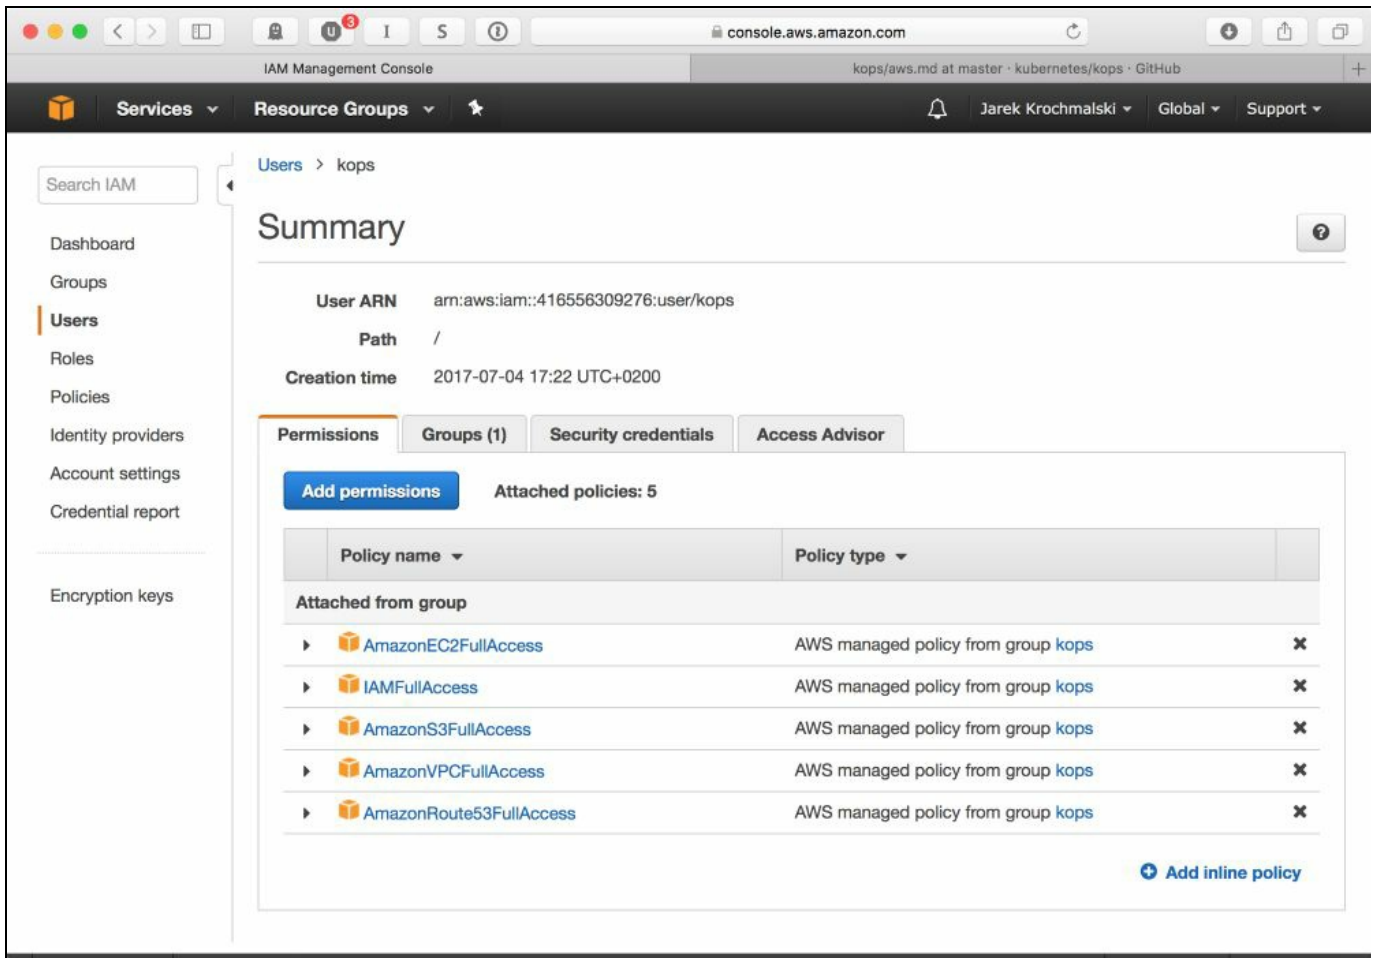 3
U
I
S
console.aws.amazon.com
IAM Management Console
kops/aws.md at master · kubernetes/kops · GitHub
Services
Resource Groups
Jarek Krochmalski
Global
Support
Search IAM
Dashboard
Groups
Users
Roles
Policies
Identity providers
Account settings
Credential report
Encryption keys
Users > kops
Summary
User ARN arn:aws:iam::416556309276:user/kops
Path /
Creation time 2017-07-04 17:22 UTC+0200
Permissions Groups (1) Security credentials Access Advisor
Add permissions Attached policies: 5
Policy name Policy type
Attached from group
AmazonEC2FullAccess AWS managed policy from group kops
IAMFullAccess AWS managed policy from group kops
AmazonS3FullAccess AWS managed policy from group kops
AmazonVPCFullAccess AWS managed policy from group kops
AmazonRoute53FullAccess AWS managed policy from group kops
Add inline policy